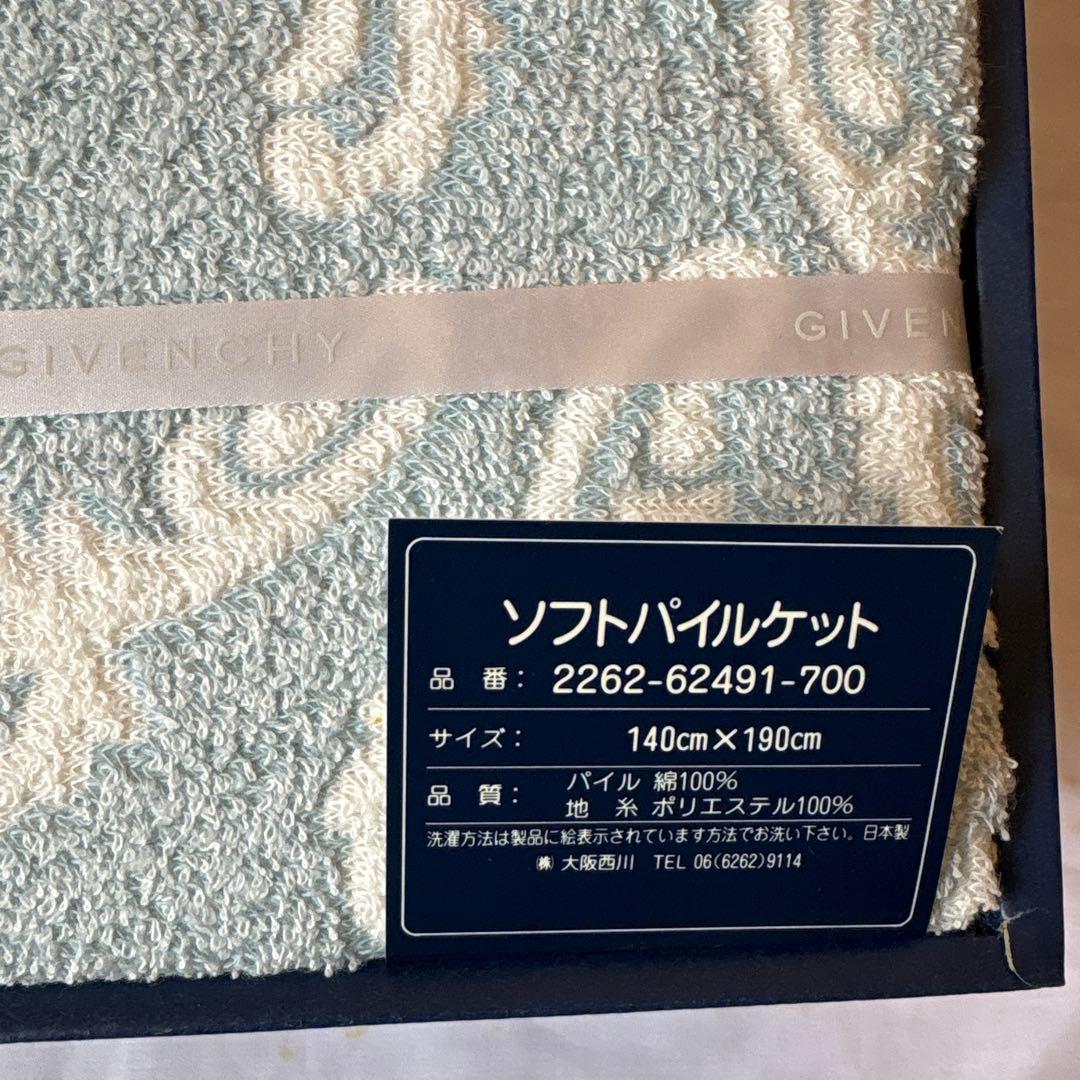 GIVENCHY GIVEN
ソフトパイルケット
品 番: 2262-62491-700
サイズ: 140cm×190cm
品 質: パイル 綿100%
地 糸 ポリエステル100%
洗濯方法は製品に絵表示されています方法でお洗い下さい。日本製
㈱ 大阪西川 TEL 06(6262)9114